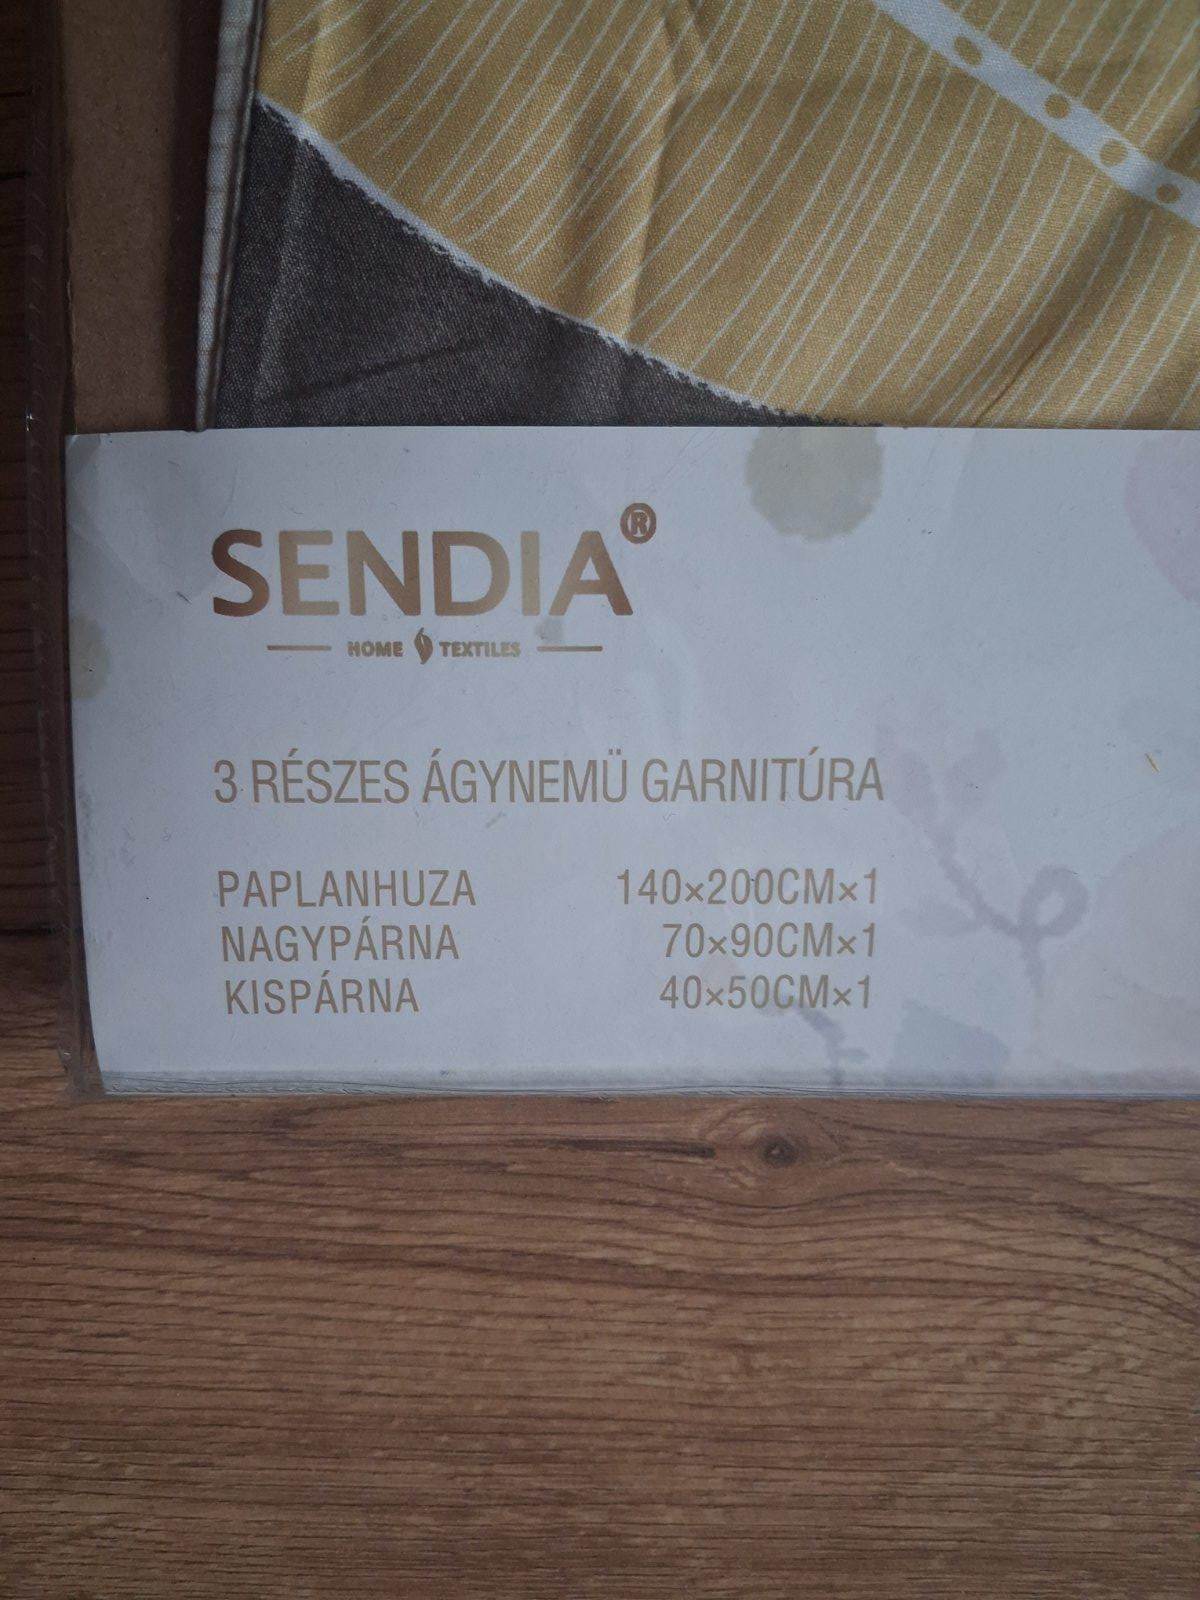 SENDIA®
HOME TEXTILES
3 RÉSZES ÁGYNEMÜ GARNITÚRA
PAPLANHUZA 140×200CM×1
NAGYPÁRNA 70×90CM×1
KISPÁRNA 40×50CM×1